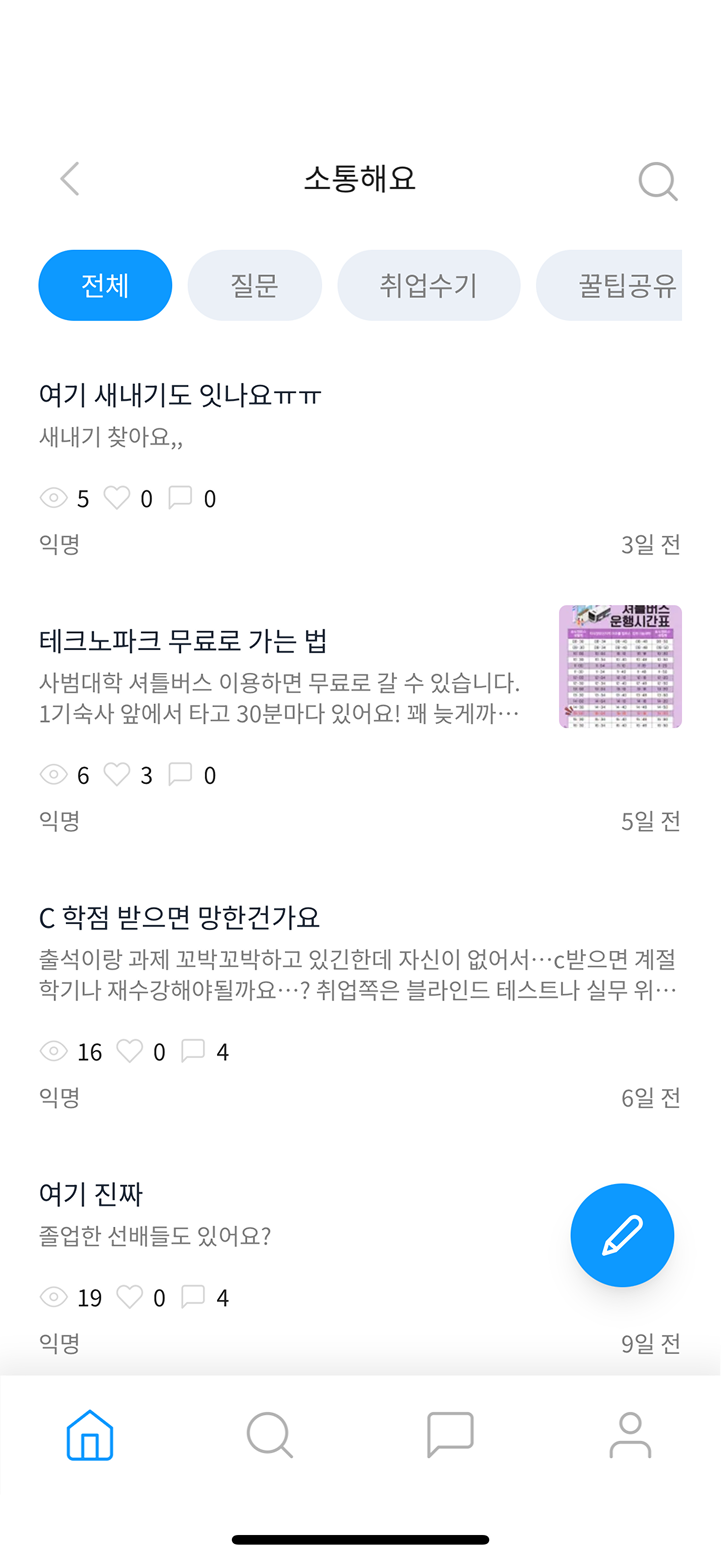 소통해요
전체 질문 취업수기 꿀팁공유
여기 새내기도 잇나요ㅠㅠ
새내기 찾아요,,
5 0 0
익명 3일 전
테크노파크 무료로 가는 법
사범대학 셔틀버스 이용하면 무료로 갈 수 있습니다.
1기숙사 앞에서 타고 30분마다 있어요! 꽤 늦게까⋯
셔틀버스
운행시간표
6 3 0
익명 5일 전
C 학점 받으면 망한건가요
출석이랑 과제 꼬박꼬박하고 있긴한데 자신이 없어서⋯c받으면 계절
학기나 재수강해야될까요⋯? 취업쪽은 블라인드 테스트나 실무 위⋯
16 0 4
익명 6일 전
여기 진짜
졸업한 선배들도 있어요?
19 0 4
익명 9일 전